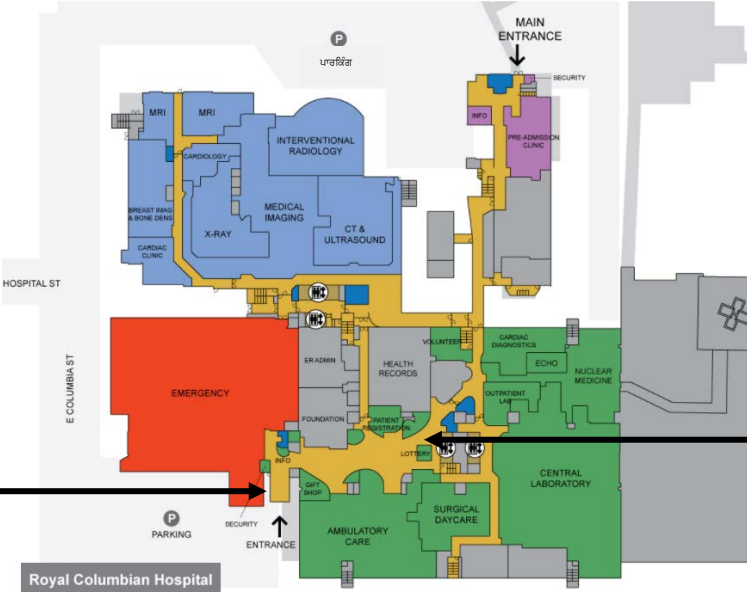 MAIN
ENTRANCE
P
ਪਾਰਕਿੰਗ
SECURITY
MRI
MRI
INFO
PRE-ADMISSION
CLINIC
INTERVENTIONAL
RADIOLOGY
CARDIOLOGY
BREAST IMAG
& BONE DENS
MEDICAL
IMAGING
X-RAY
CT &
ULTRASOUND
CARDIAC
CLINIC
HOSPITAL ST
E COLUMBIA ST
VOLUNTEER
CARDIAC
DIAGNOSTICS
ER ADMIN
HEALTH
RECORDS
ECHO
NUCLEAR
MEDICINE
EMERGENCY
OUTPATIENT
LAB
FOUNDATION
PATIENT
REGISTRATION
LOTTERY
INFO
CENTRAL
LABORATORY
GIFT
SHOP
SURGICAL
DAYCARE
P
PARKING
SECURITY
ENTRANCE
AMBULATORY
CARE
Royal Columbian Hospital